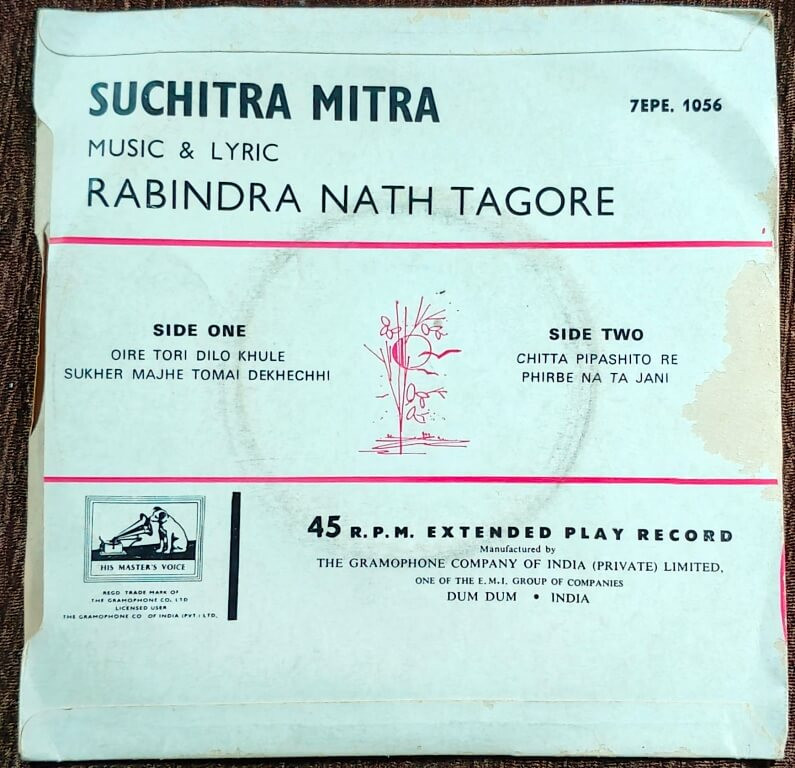 SUCHITRA MITRA
7EPE. 1056
MUSIC & LYRIC
RABINDRA NATH TAGORE
SIDE ONE
OIRE TORI DILO KHULE
SUKHER MAJHE TOMAI DEKHECHHI
SIDE TWO
CHITTA PIPASHITO RE
PHIRBE NA TA JANI
HIS MASTER'S VOICE
REGD TRADE MARK OF
THE GRAMOPHONE CO. LTD
LICENSED USER
THE GRAMOPHONE CO OF INDIA (PVT.) LTD.
45 R.P.M. EXTENDED PLAY RECORD
Manufactured by
THE GRAMOPHONE COMPANY OF INDIA (PRIVATE) LIMITED,
ONE OF THE E.M.I. GROUP OF COMPANIES
DUM DUM • INDIA